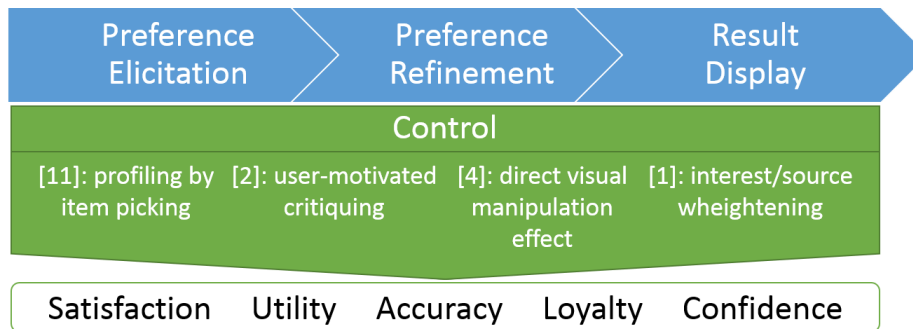 Preference
Elicitation
Preference
Refinement
Result
Display
Control
[11]: profiling by
item picking
[2]: user-motivated
critiquing
[4]: direct visual
manipulation
effect
[1]: interest/source
wheightening
Satisfaction Utility Accuracy Loyalty Confidence